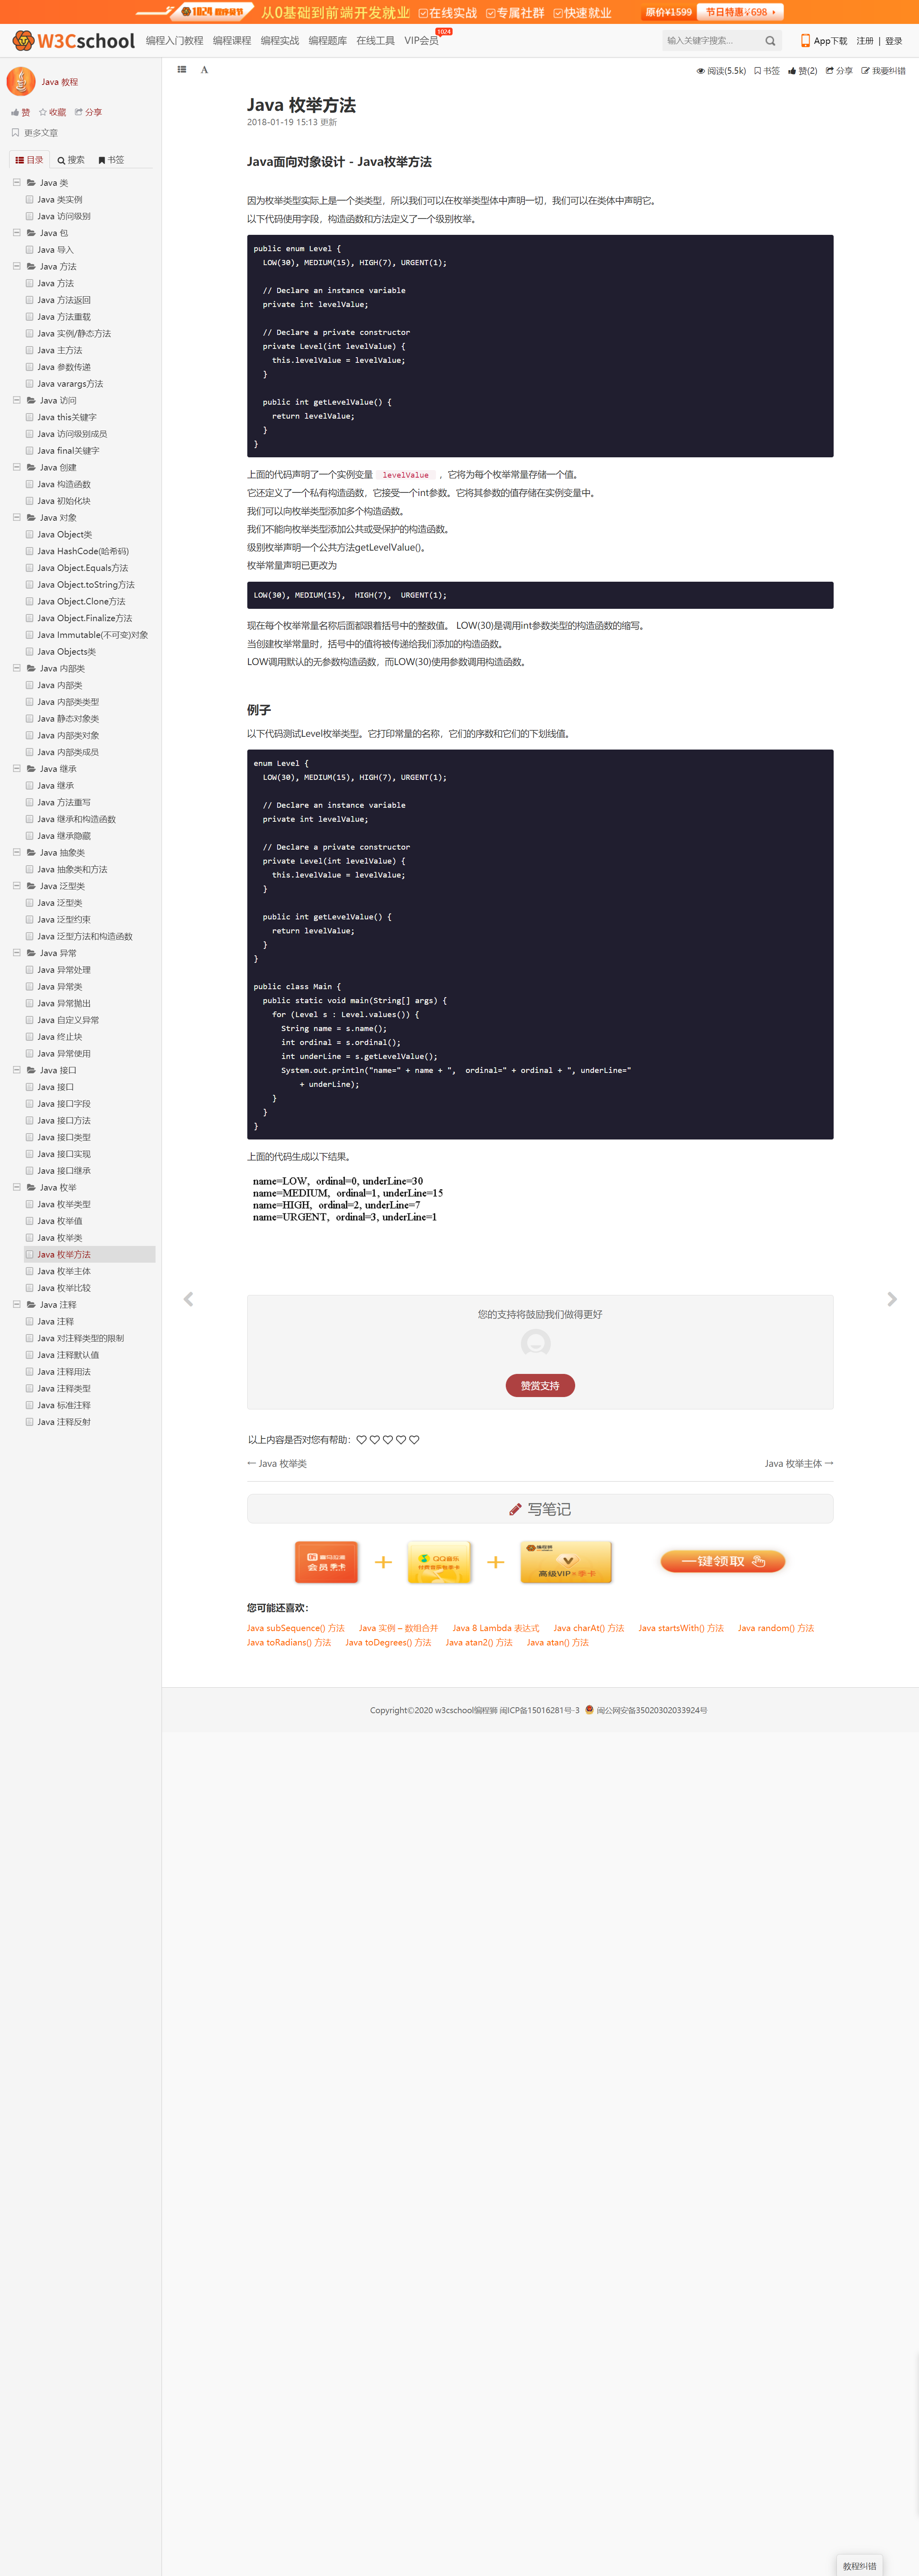 1024 程序员节 从0基础到前端开发就业 在线实战 专属社群 快速就业 原价¥1599 节日特惠¥698
W3Cschool 编程入门教程 编程课程 编程实战 编程题库 在线工具 VIP会员 1024 输入关键字搜索... App下载 注册 | 登录
Java 教程
赞 收藏 分享
更多文章
目录 搜索 书签
Java 类
Java 类实例
Java 访问级别
Java 包
Java 导入
Java 方法
Java 方法
Java 方法返回
Java 方法重载
Java 实例/静态方法
Java 主方法
Java 参数传递
Java varargs方法
Java 访问
Java this关键字
Java 访问级别成员
Java final关键字
Java 创建
Java 构造函数
Java 初始化块
Java 对象
Java Object类
Java HashCode(哈希码)
Java Object.Equals方法
Java Object.toString方法
Java Object.Clone方法
Java Object.Finalize方法
Java Immutable(不可变)对象
Java Objects类
Java 内部类
Java 内部类
Java 内部类类型
Java 静态对象类
Java 内部类对象
Java 内部类成员
Java 继承
Java 继承
Java 方法重写
Java 继承和构造函数
Java 继承隐藏
Java 抽象类
Java 抽象类和方法
Java 泛型类
Java 泛型类
Java 泛型约束
Java 泛型方法和构造函数
Java 异常
Java 异常处理
Java 异常类
Java 异常抛出
Java 自定义异常
Java 终止块
Java 异常使用
Java 接口
Java 接口
Java 接口字段
Java 接口方法
Java 接口类型
Java 接口实现
Java 接口继承
Java 枚举
Java 枚举类型
Java 枚举值
Java 枚举类
Java 枚举方法
Java 枚举主体
Java 枚举比较
Java 注释
Java 注释
Java 对注释类型的限制
Java 注释默认值
Java 注释用法
Java 注释类型
Java 标准注释
Java 注释反射
阅读(5.5k) 书签 赞(2) 分享 我要纠错
Java 枚举方法
2018-01-19 15:13 更新
Java面向对象设计 - Java枚举方法
因为枚举类型实际上是一个类类型，所以我们可以在枚举类型体中声明一切，我们可以在类体中声明它。
以下代码使用字段，构造函数和方法定义了一个级别枚举。
public enum Level {
LOW(30), MEDIUM(15), HIGH(7), URGENT(1);
// Declare an instance variable
private int levelValue;
// Declare a private constructor
private Level(int levelValue) {
this.levelValue = levelValue;
}
public int getLevelValue() {
return levelValue;
}
}
上面的代码声明了一个实例变量 levelValue ，它将为每个枚举常量存储一个值。
它还定义了一个私有构造函数，它接受一个int参数。它将其参数的值存储在实例变量中。
我们可以向枚举类型添加多个构造函数。
我们不能向枚举类型添加公共或受保护的构造函数。
级别枚举声明一个公共方法getLevelValue()。
枚举常量声明已更改为
LOW(30), MEDIUM(15),  HIGH(7),  URGENT(1);
现在每个枚举常量名称后面都跟着括号中的整数值。 LOW(30)是调用int参数类型的构造函数的缩写。
当创建枚举常量时，括号中的值将被传递给我们添加的构造函数。
LOW调用默认的无参数构造函数，而LOW(30)使用参数调用构造函数。
例子
以下代码测试Level枚举类型。它打印常量的名称，它们的序数和它们的下划线值。
enum Level {
LOW(30), MEDIUM(15), HIGH(7), URGENT(1);
// Declare an instance variable
private int levelValue;
// Declare a private constructor
private Level(int levelValue) {
this.levelValue = levelValue;
}
public int getLevelValue() {
return levelValue;
}
}
public class Main {
public static void main(String[] args) {
for (Level s : Level.values()) {
String name = s.name();
int ordinal = s.ordinal();
int underLine = s.getLevelValue();
System.out.println("name=" + name + ",  ordinal=" + ordinal + ", underLine="
+ underLine);
}
}
}
上面的代码生成以下结果。
name=LOW,  ordinal=0, underLine=30
name=MEDIUM,  ordinal=1, underLine=15
name=HIGH,  ordinal=2, underLine=7
name=URGENT,  ordinal=3, underLine=1
您的支持将鼓励我们做得更好
赞赏支持
以上内容是否对您有帮助：
← Java 枚举类 Java 枚举主体 →
写笔记
喜马拉雅 会员季卡 + QQ音乐 付费音乐包季卡 + 编程狮 高级VIP×季卡 一键领取
您可能还喜欢：
Java subSequence() 方法 Java 实例 – 数组合并 Java 8 Lambda 表达式 Java charAt() 方法 Java startsWith() 方法 Java random() 方法
Java toRadians() 方法 Java toDegrees() 方法 Java atan2() 方法 Java atan() 方法
Copyright©2020 w3cschool编程狮 闽ICP备15016281号-3 闽公网安备35020302033924号
教程纠错